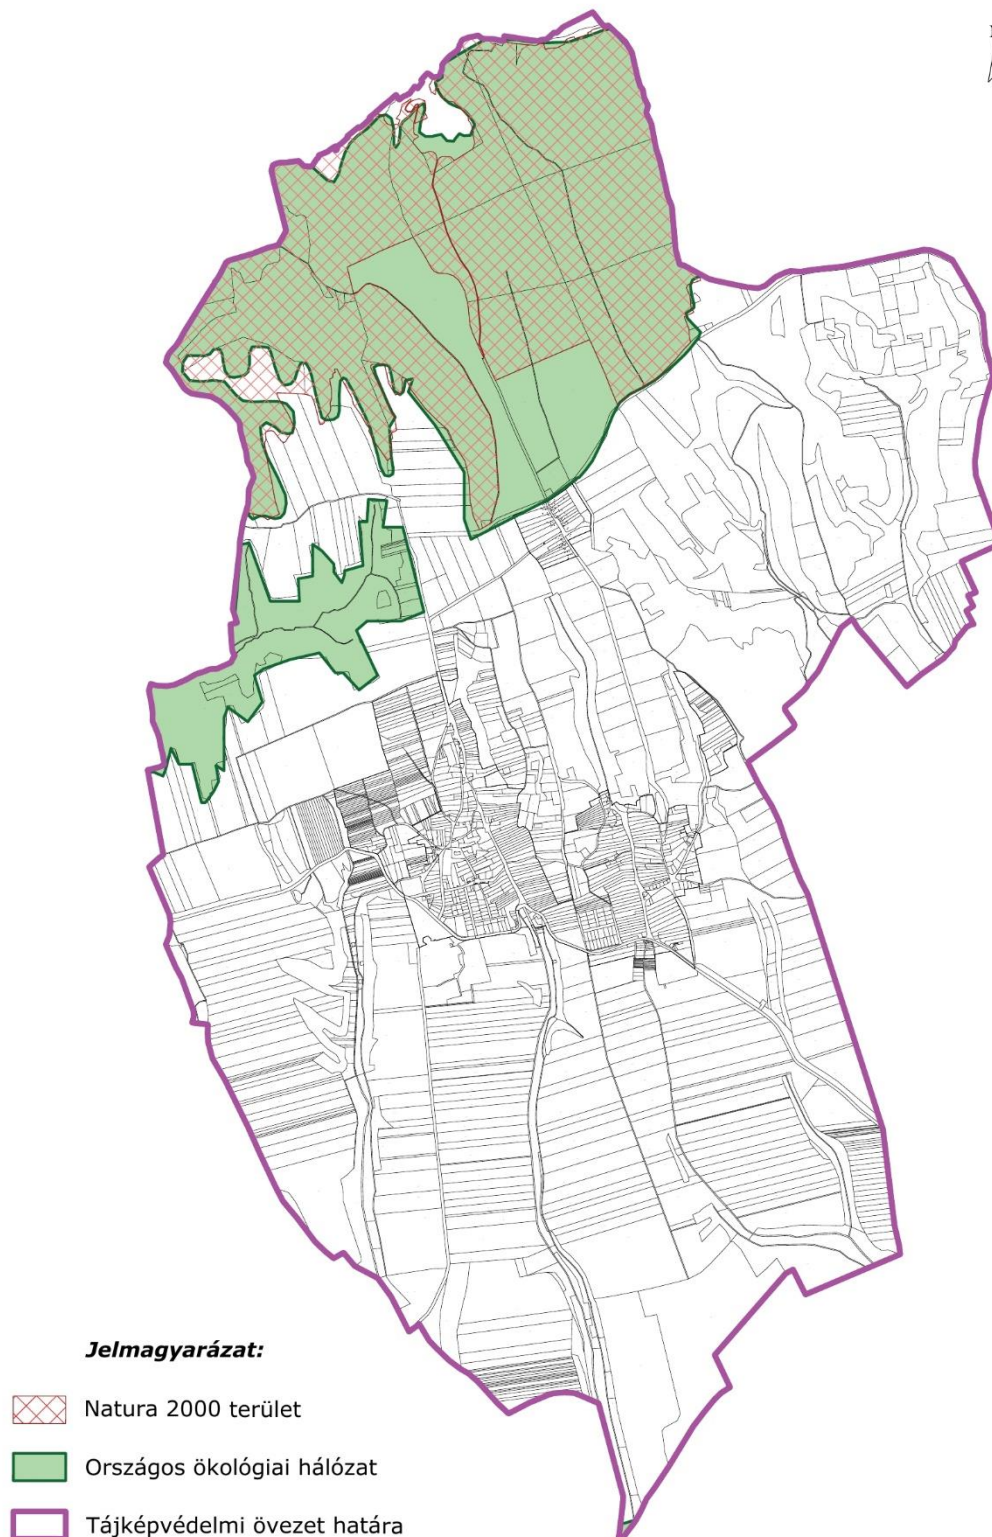 Jelmagyarázat:
Natura 2000 terület
Országos ökológiai hálózat
Tájképvédelmi övezet határa